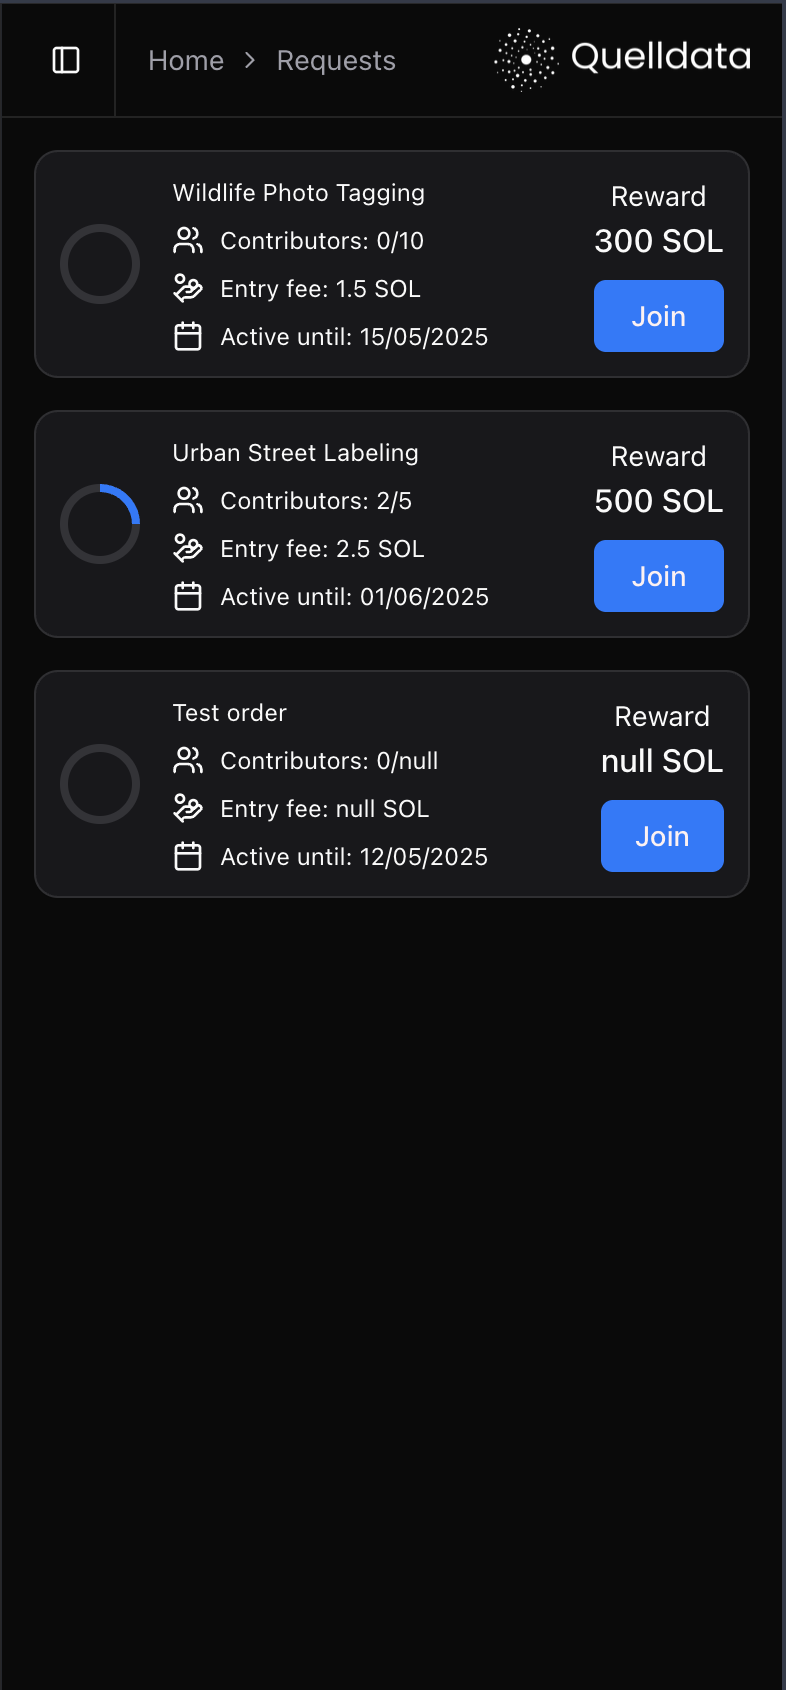 Home > Requests
Quelldata
Wildlife Photo Tagging
Contributors: 0/10
Entry fee: 1.5 SOL
Active until: 15/05/2025
Reward
300 SOL
Join
Urban Street Labeling
Contributors: 2/5
Entry fee: 2.5 SOL
Active until: 01/06/2025
Reward
500 SOL
Join
Test order
Contributors: 0/null
Entry fee: null SOL
Active until: 12/05/2025
Reward
null SOL
Join